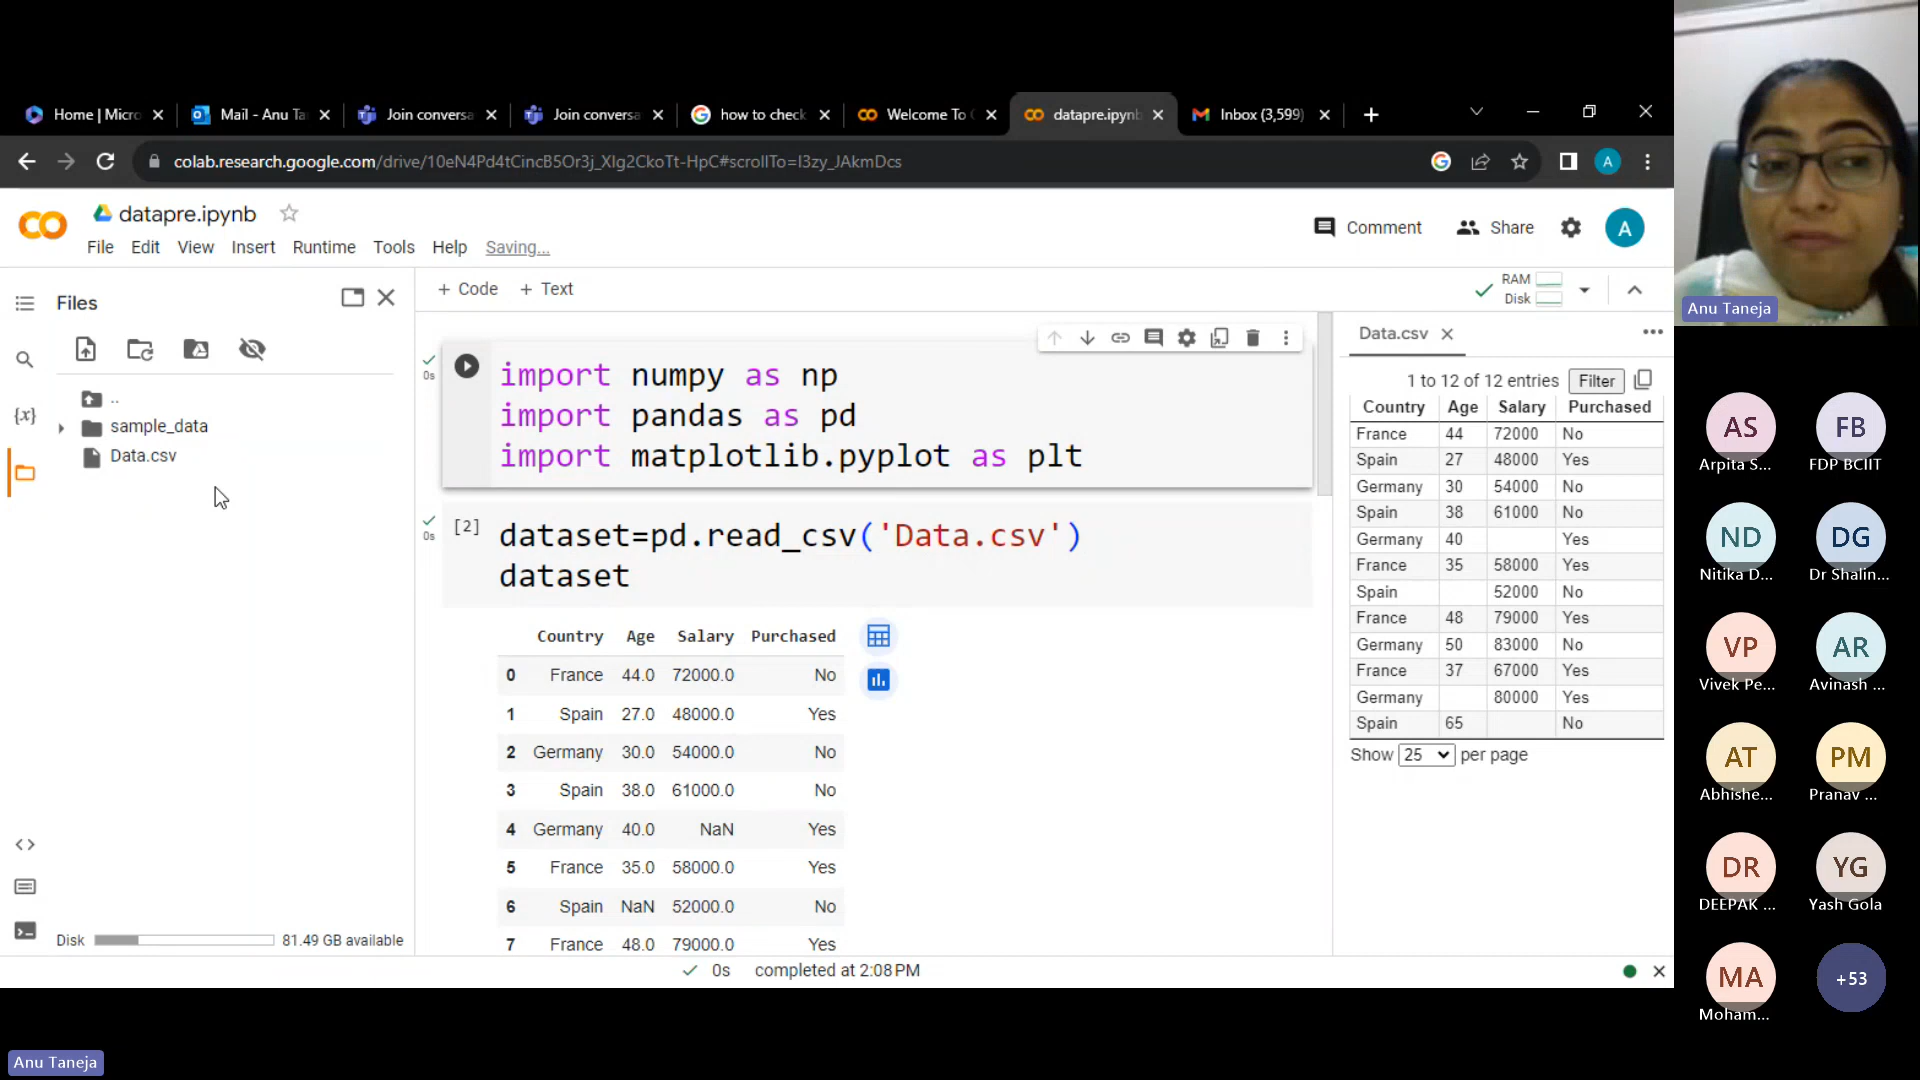 Home | Micro
Mail - Anu Ta
Join conversa
Join conversa
how to check
Welcome To C
datapre.ipynb
Inbox (3,599)
colab.research.google.com/drive/10eN4Pd4tCincB5Or3j_XIg2CkoTt-HpC#scrollTo=I3zy_JAkmDcs
A
datapre.ipynb
File Edit View Insert Runtime Tools Help Saving...
Comment
Share
A
Files
+ Code + Text
RAM
Disk
..
sample_data
Data.csv
{x}
Disk
81.49 GB available
0s
import numpy as np
import pandas as pd
import matplotlib.pyplot as plt
0s
[2]
dataset=pd.read_csv('Data.csv')
dataset
Country Age Salary Purchased
0 France 44.0 72000.0 No
1 Spain 27.0 48000.0 Yes
2 Germany 30.0 54000.0 No
3 Spain 38.0 61000.0 No
4 Germany 40.0 NaN Yes
5 France 35.0 58000.0 Yes
6 Spain NaN 52000.0 No
7 France 48.0 79000.0 Yes
0s completed at 2:08 PM
Data.csv
1 to 12 of 12 entries Filter
Country Age Salary Purchased
France 44 72000 No
Spain 27 48000 Yes
Germany 30 54000 No
Spain 38 61000 No
Germany 40 Yes
France 35 58000 Yes
Spain 52000 No
France 48 79000 Yes
Germany 50 83000 No
France 37 67000 Yes
Germany 80000 Yes
Spain 65 No
Show 25 per page
Anu Taneja
AS
Arpita S...
FB
FDP BCIIT
ND
Nitika D...
DG
Dr Shalin...
VP
Vivek Pe...
AR
Avinash ...
AT
Abhishe...
PM
Pranav ...
DR
DEEPAK ...
YG
Yash Gola
MA
Moham...
+53
Anu Taneja